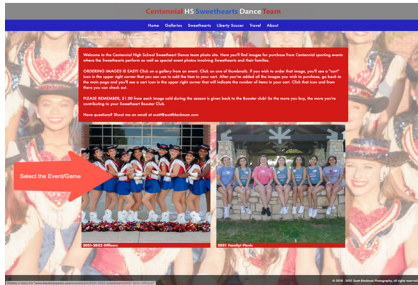 Centennial HS Sweethearts Dance Team
Home Galleries Sweethearts Liberty Soccer Travel About
Welcome to the Centennial High School Sweetheart Dance team photo site. Here you'll find images for purchase from Centennial sporting events
where the Sweethearts perform as well as special event photos involving Sweethearts and their families.
ORDERING IMAGES IS EASY! Click on a gallery from an event. Click on one of thumbnails. If you wish to order that image, you'll see a "cart"
icon in the upper right corner that you can use to add the item to your cart. After you've added all the images you wish to purchase, go back to
the main page and you'll see a cart icon in the upper right corner that will indicate the number of items in your cart. Click that icon and from
there you can check out.
PLEASE REMEMBER, $1.00 from each image sold during the season is given back to the Booster club! So the more you buy, the more you're
contributing to your Sweetheart Booster Club.
Have questions? Shoot me an email at scott@scottblackman.com
Select the Event/Game
2021-2022 Officers
2021 Family Picnic